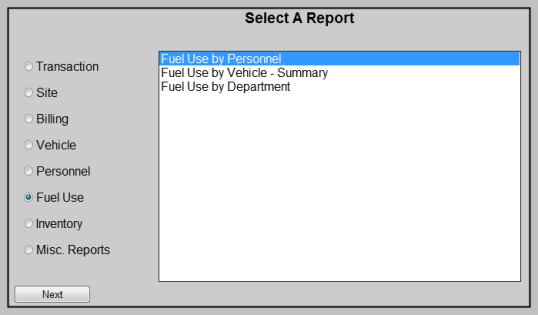 Select A Report
Transaction
Site
Billing
Vehicle
Personnel
Fuel Use
Inventory
Misc. Reports
Fuel Use by Personnel
Fuel Use by Vehicle - Summary
Fuel Use by Department
Next